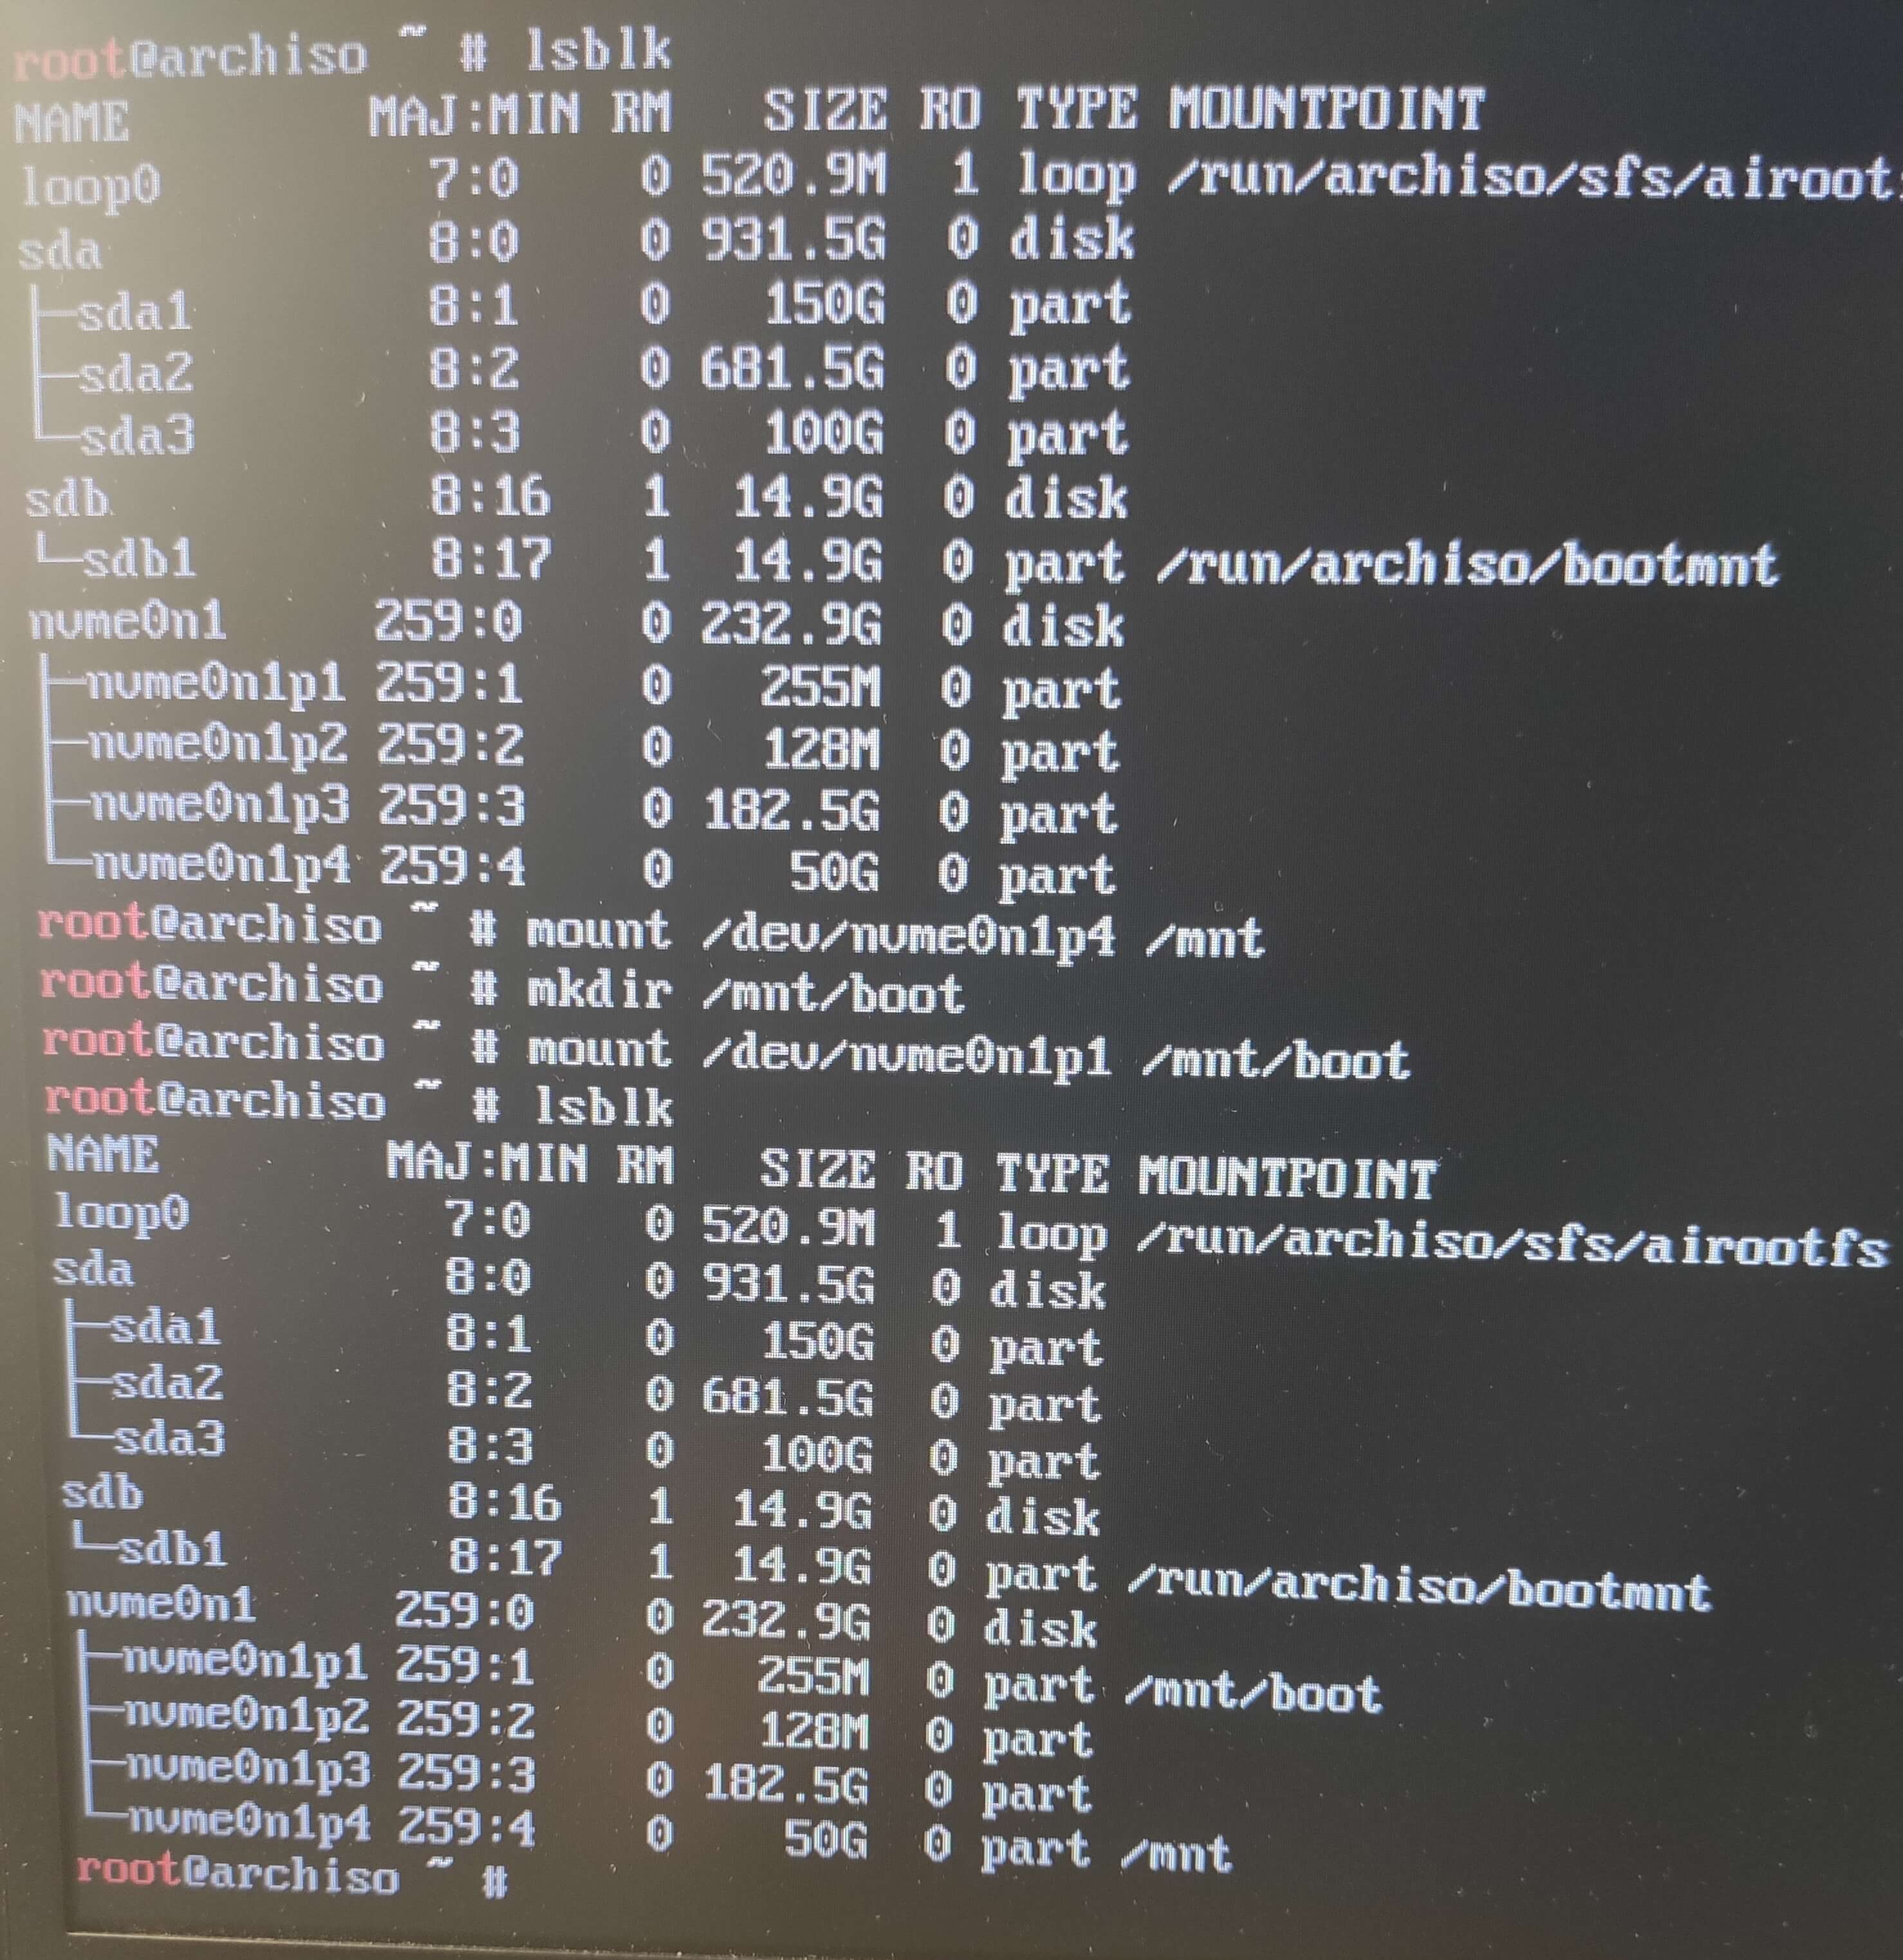 root@archiso ~ # lsblk
NAME MAJ:MIN RM SIZE RO TYPE MOUNTPOINT
loop0 7:0 0 520.9M 1 loop /run/archiso/sfs/airoot
sda 8:0 0 931.5G 0 disk
├─sda1 8:1 0 150G 0 part
├─sda2 8:2 0 681.5G 0 part
└─sda3 8:3 0 100G 0 part
sdb 8:16 1 14.9G 0 disk
└─sdb1 8:17 1 14.9G 0 part /run/archiso/bootmnt
nvme0n1 259:0 0 232.9G 0 disk
├─nvme0n1p1 259:1 0 255M 0 part
├─nvme0n1p2 259:2 0 128M 0 part
├─nvme0n1p3 259:3 0 182.5G 0 part
└─nvme0n1p4 259:4 0 50G 0 part
root@archiso ~ # mount /dev/nvme0n1p4 /mnt
root@archiso ~ # mkdir /mnt/boot
root@archiso ~ # mount /dev/nvme0n1p1 /mnt/boot
root@archiso ~ # lsblk
NAME MAJ:MIN RM SIZE RO TYPE MOUNTPOINT
loop0 7:0 0 520.9M 1 loop /run/archiso/sfs/airootfs
sda 8:0 0 931.5G 0 disk
├─sda1 8:1 0 150G 0 part
├─sda2 8:2 0 681.5G 0 part
└─sda3 8:3 0 100G 0 part
sdb 8:16 1 14.9G 0 disk
└─sdb1 8:17 1 14.9G 0 part /run/archiso/bootmnt
nvme0n1 259:0 0 232.9G 0 disk
├─nvme0n1p1 259:1 0 255M 0 part /mnt/boot
├─nvme0n1p2 259:2 0 128M 0 part
├─nvme0n1p3 259:3 0 182.5G 0 part
└─nvme0n1p4 259:4 0 50G 0 part /mnt
root@archiso ~ #